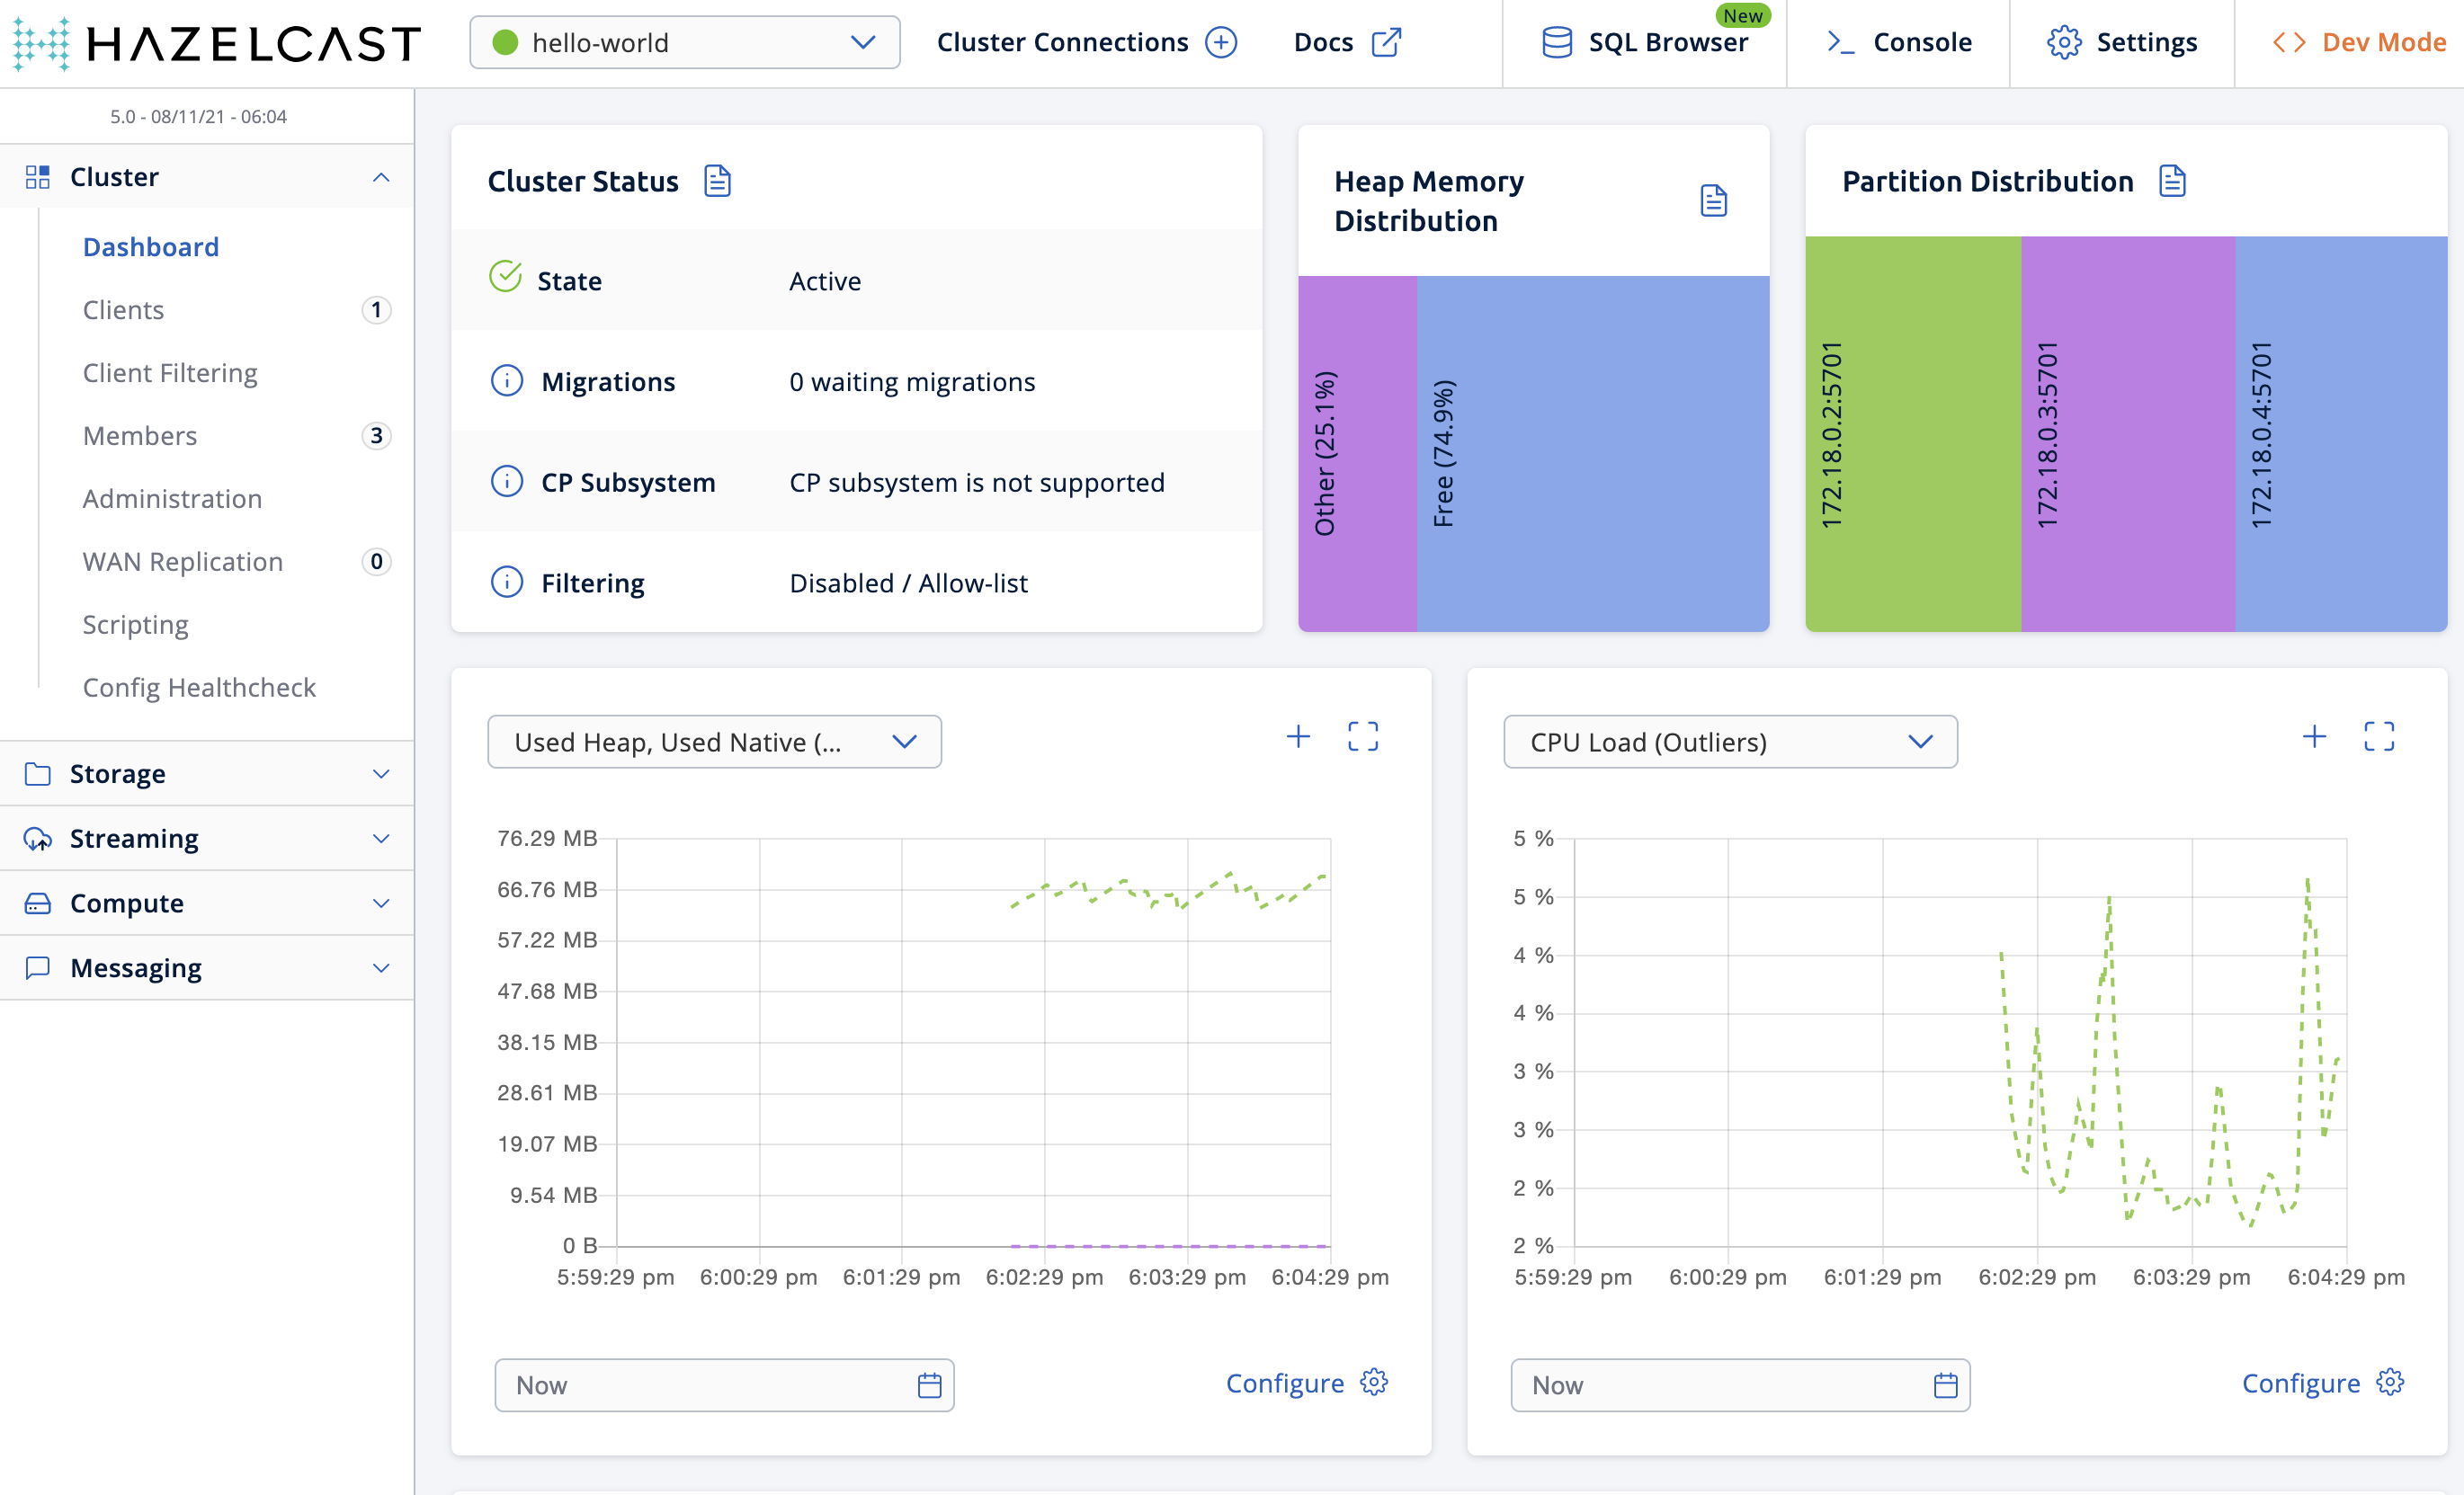 HAZELCAST
hello-world
Cluster Connections
Docs
SQL Browser
New
Console
Settings
Dev Mode
5.0 - 08/11/21 - 06:04
Cluster
Dashboard
Clients 1
Client Filtering
Members 3
Administration
WAN Replication 0
Scripting
Config Healthcheck
Storage
Streaming
Compute
Messaging
Cluster Status
State Active
Migrations 0 waiting migrations
CP Subsystem CP subsystem is not supported
Filtering Disabled / Allow-list
Heap Memory
Distribution
Other (25.1%)
Free (74.9%)
Partition Distribution
172.18.0.2:5701
172.18.0.3:5701
172.18.0.4:5701
Used Heap, Used Native (...
76.29 MB
66.76 MB
57.22 MB
47.68 MB
38.15 MB
28.61 MB
19.07 MB
9.54 MB
0 B
5:59:29 pm 6:00:29 pm 6:01:29 pm 6:02:29 pm 6:03:29 pm 6:04:29 pm
Now
Configure
CPU Load (Outliers)
5 %
5 %
4 %
4 %
3 %
3 %
2 %
2 %
5:59:29 pm 6:00:29 pm 6:01:29 pm 6:02:29 pm 6:03:29 pm 6:04:29 pm
Now
Configure